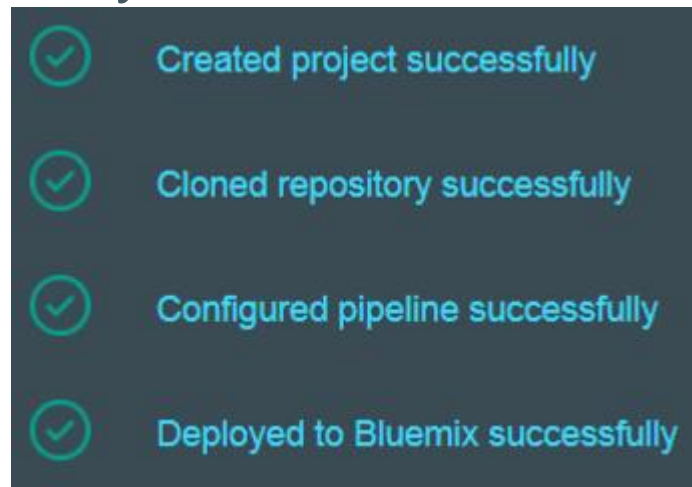 Created project successfully
Cloned repository successfully
Configured pipeline successfully
Deployed to Bluemix successfully